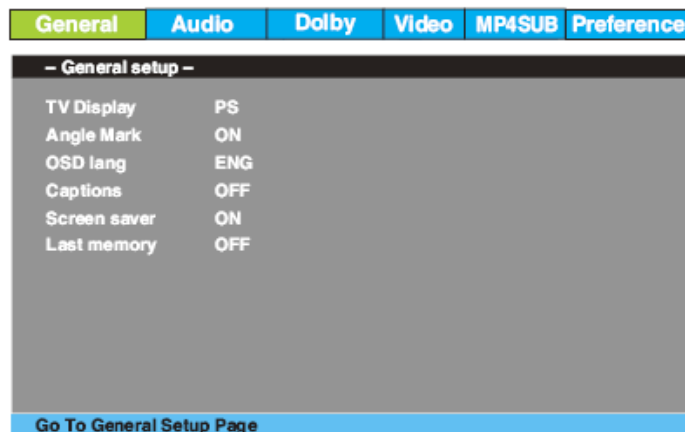 General Audio Dolby Video MP4SUB Preference
– General setup –
TV Display PS
Angle Mark ON
OSD lang ENG
Captions OFF
Screen saver ON
Last memory OFF
Go To General Setup Page